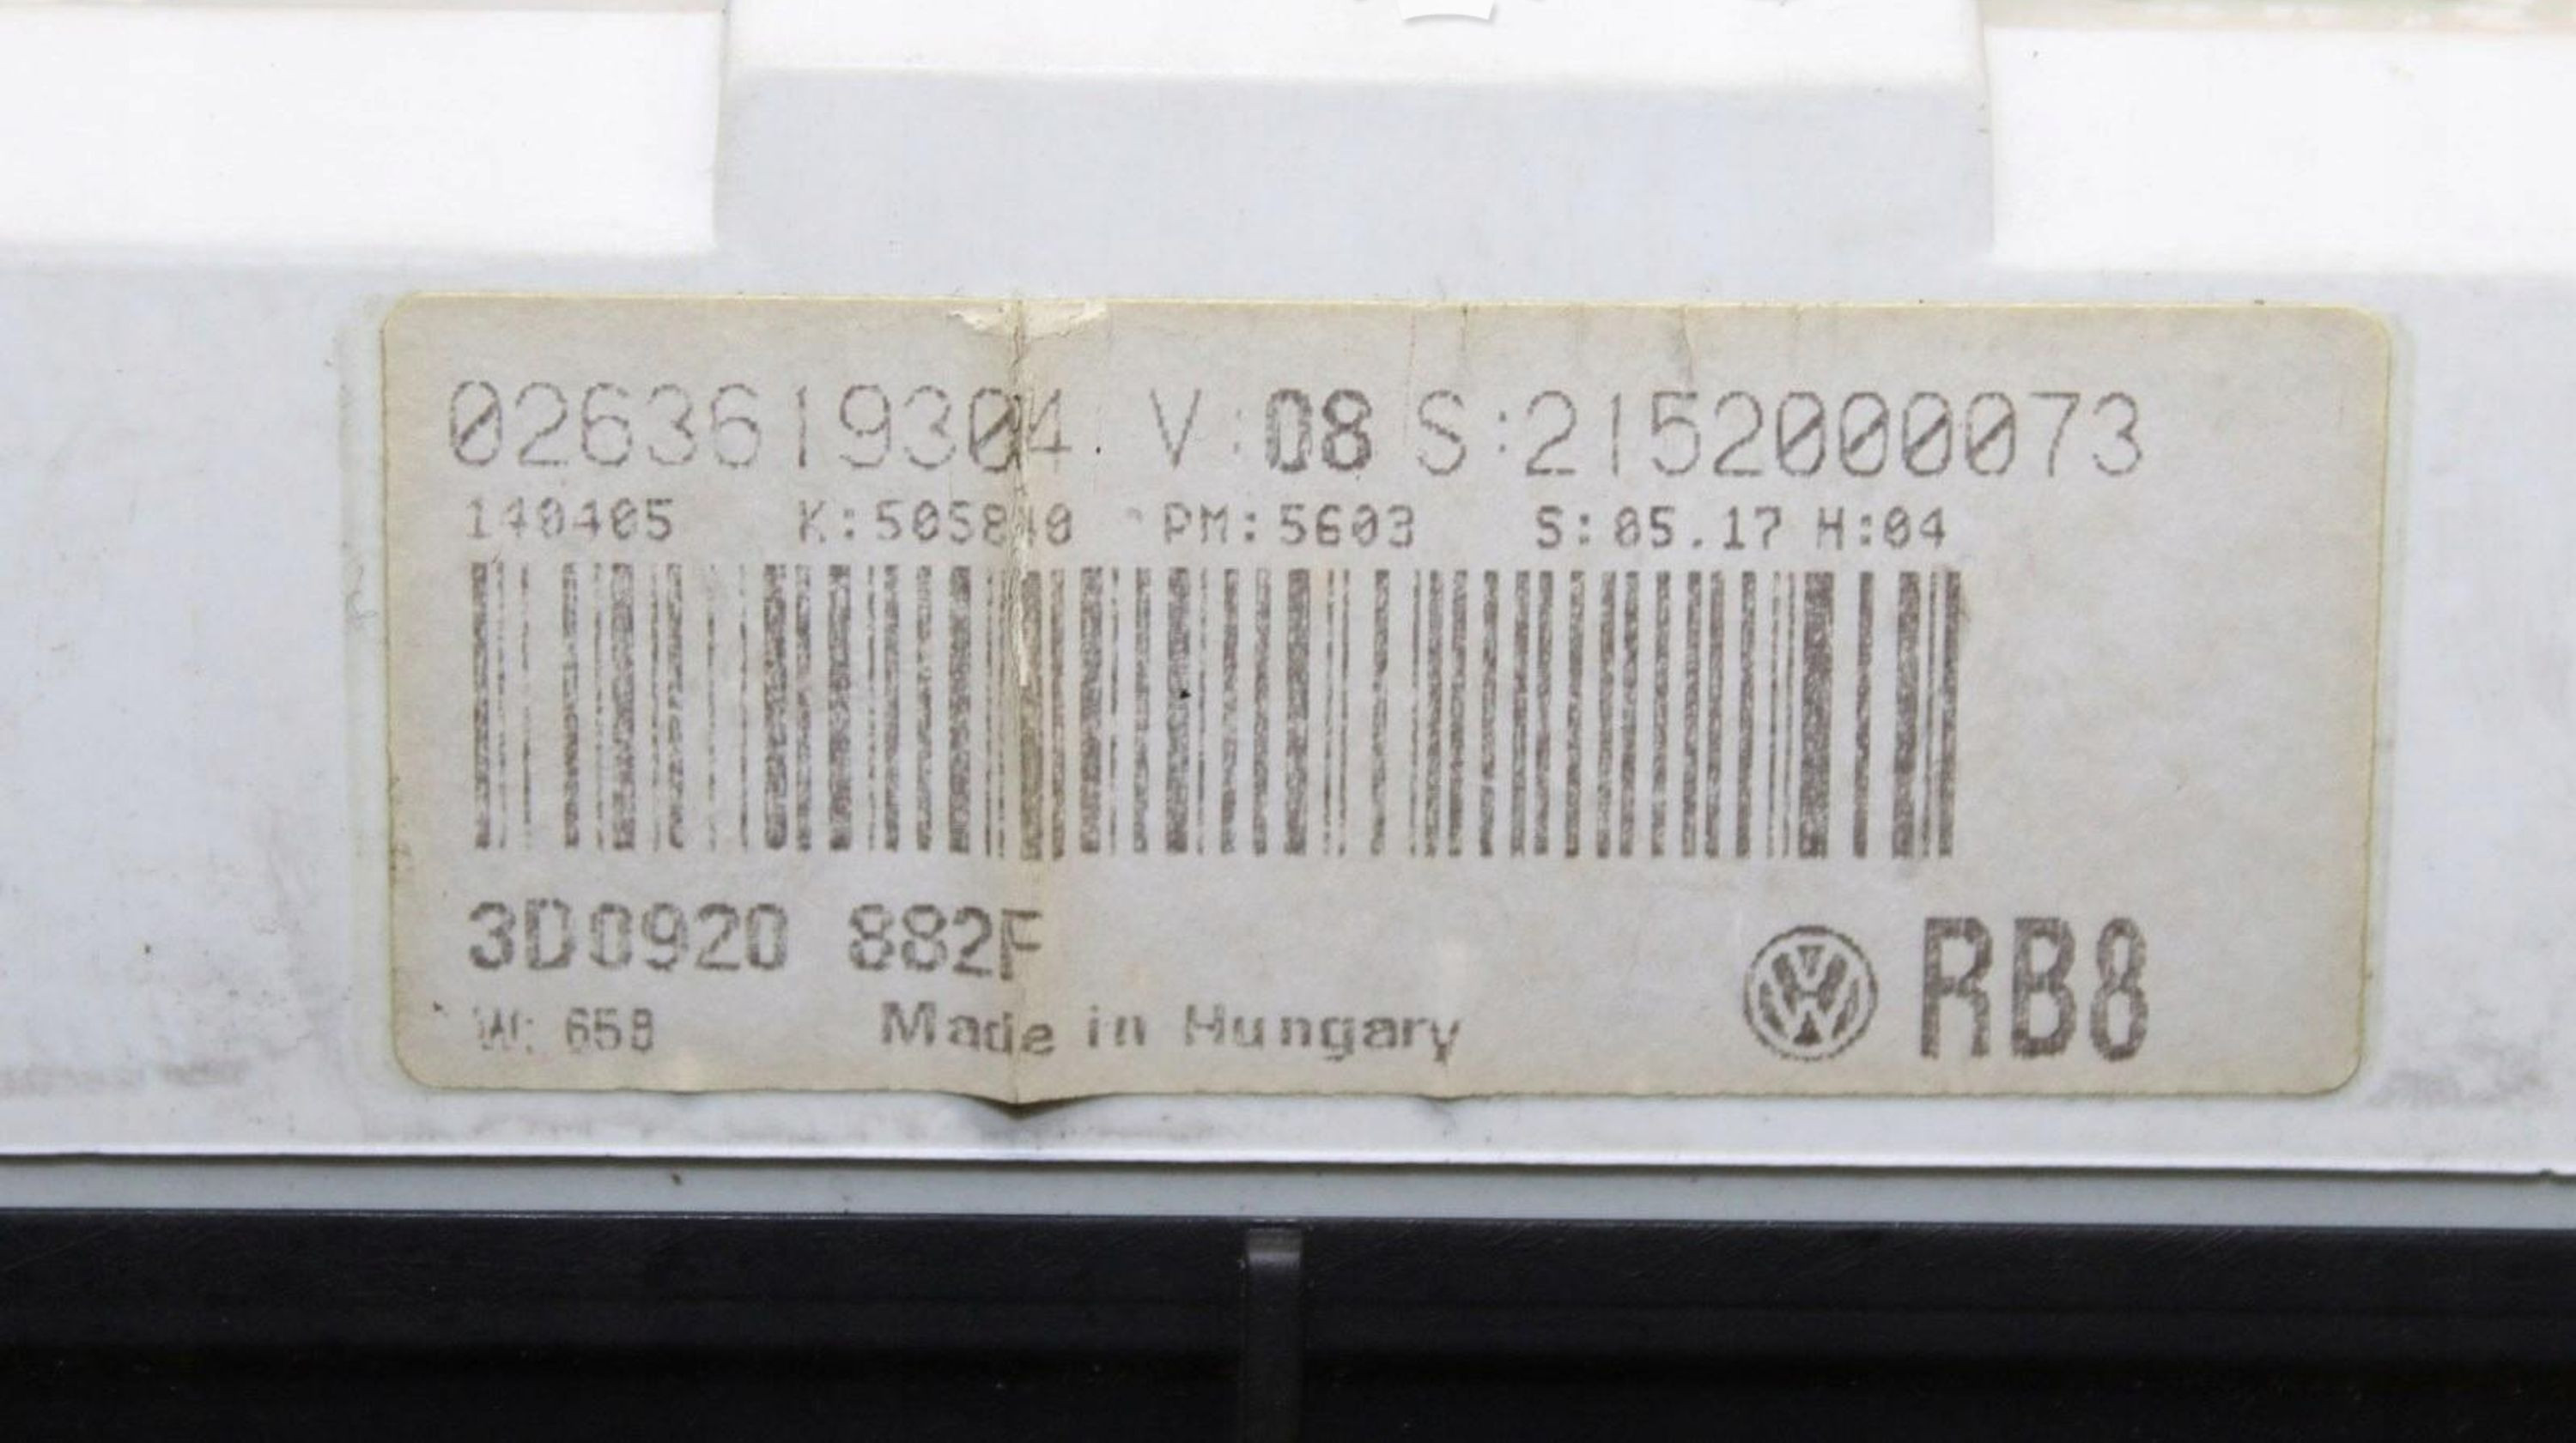 0263619304. V:08 S:2152000073
140405 K:505840 PM:5603 S:05.17 H:04
3D0920 882F
RB8
W: 658 Made in Hungary